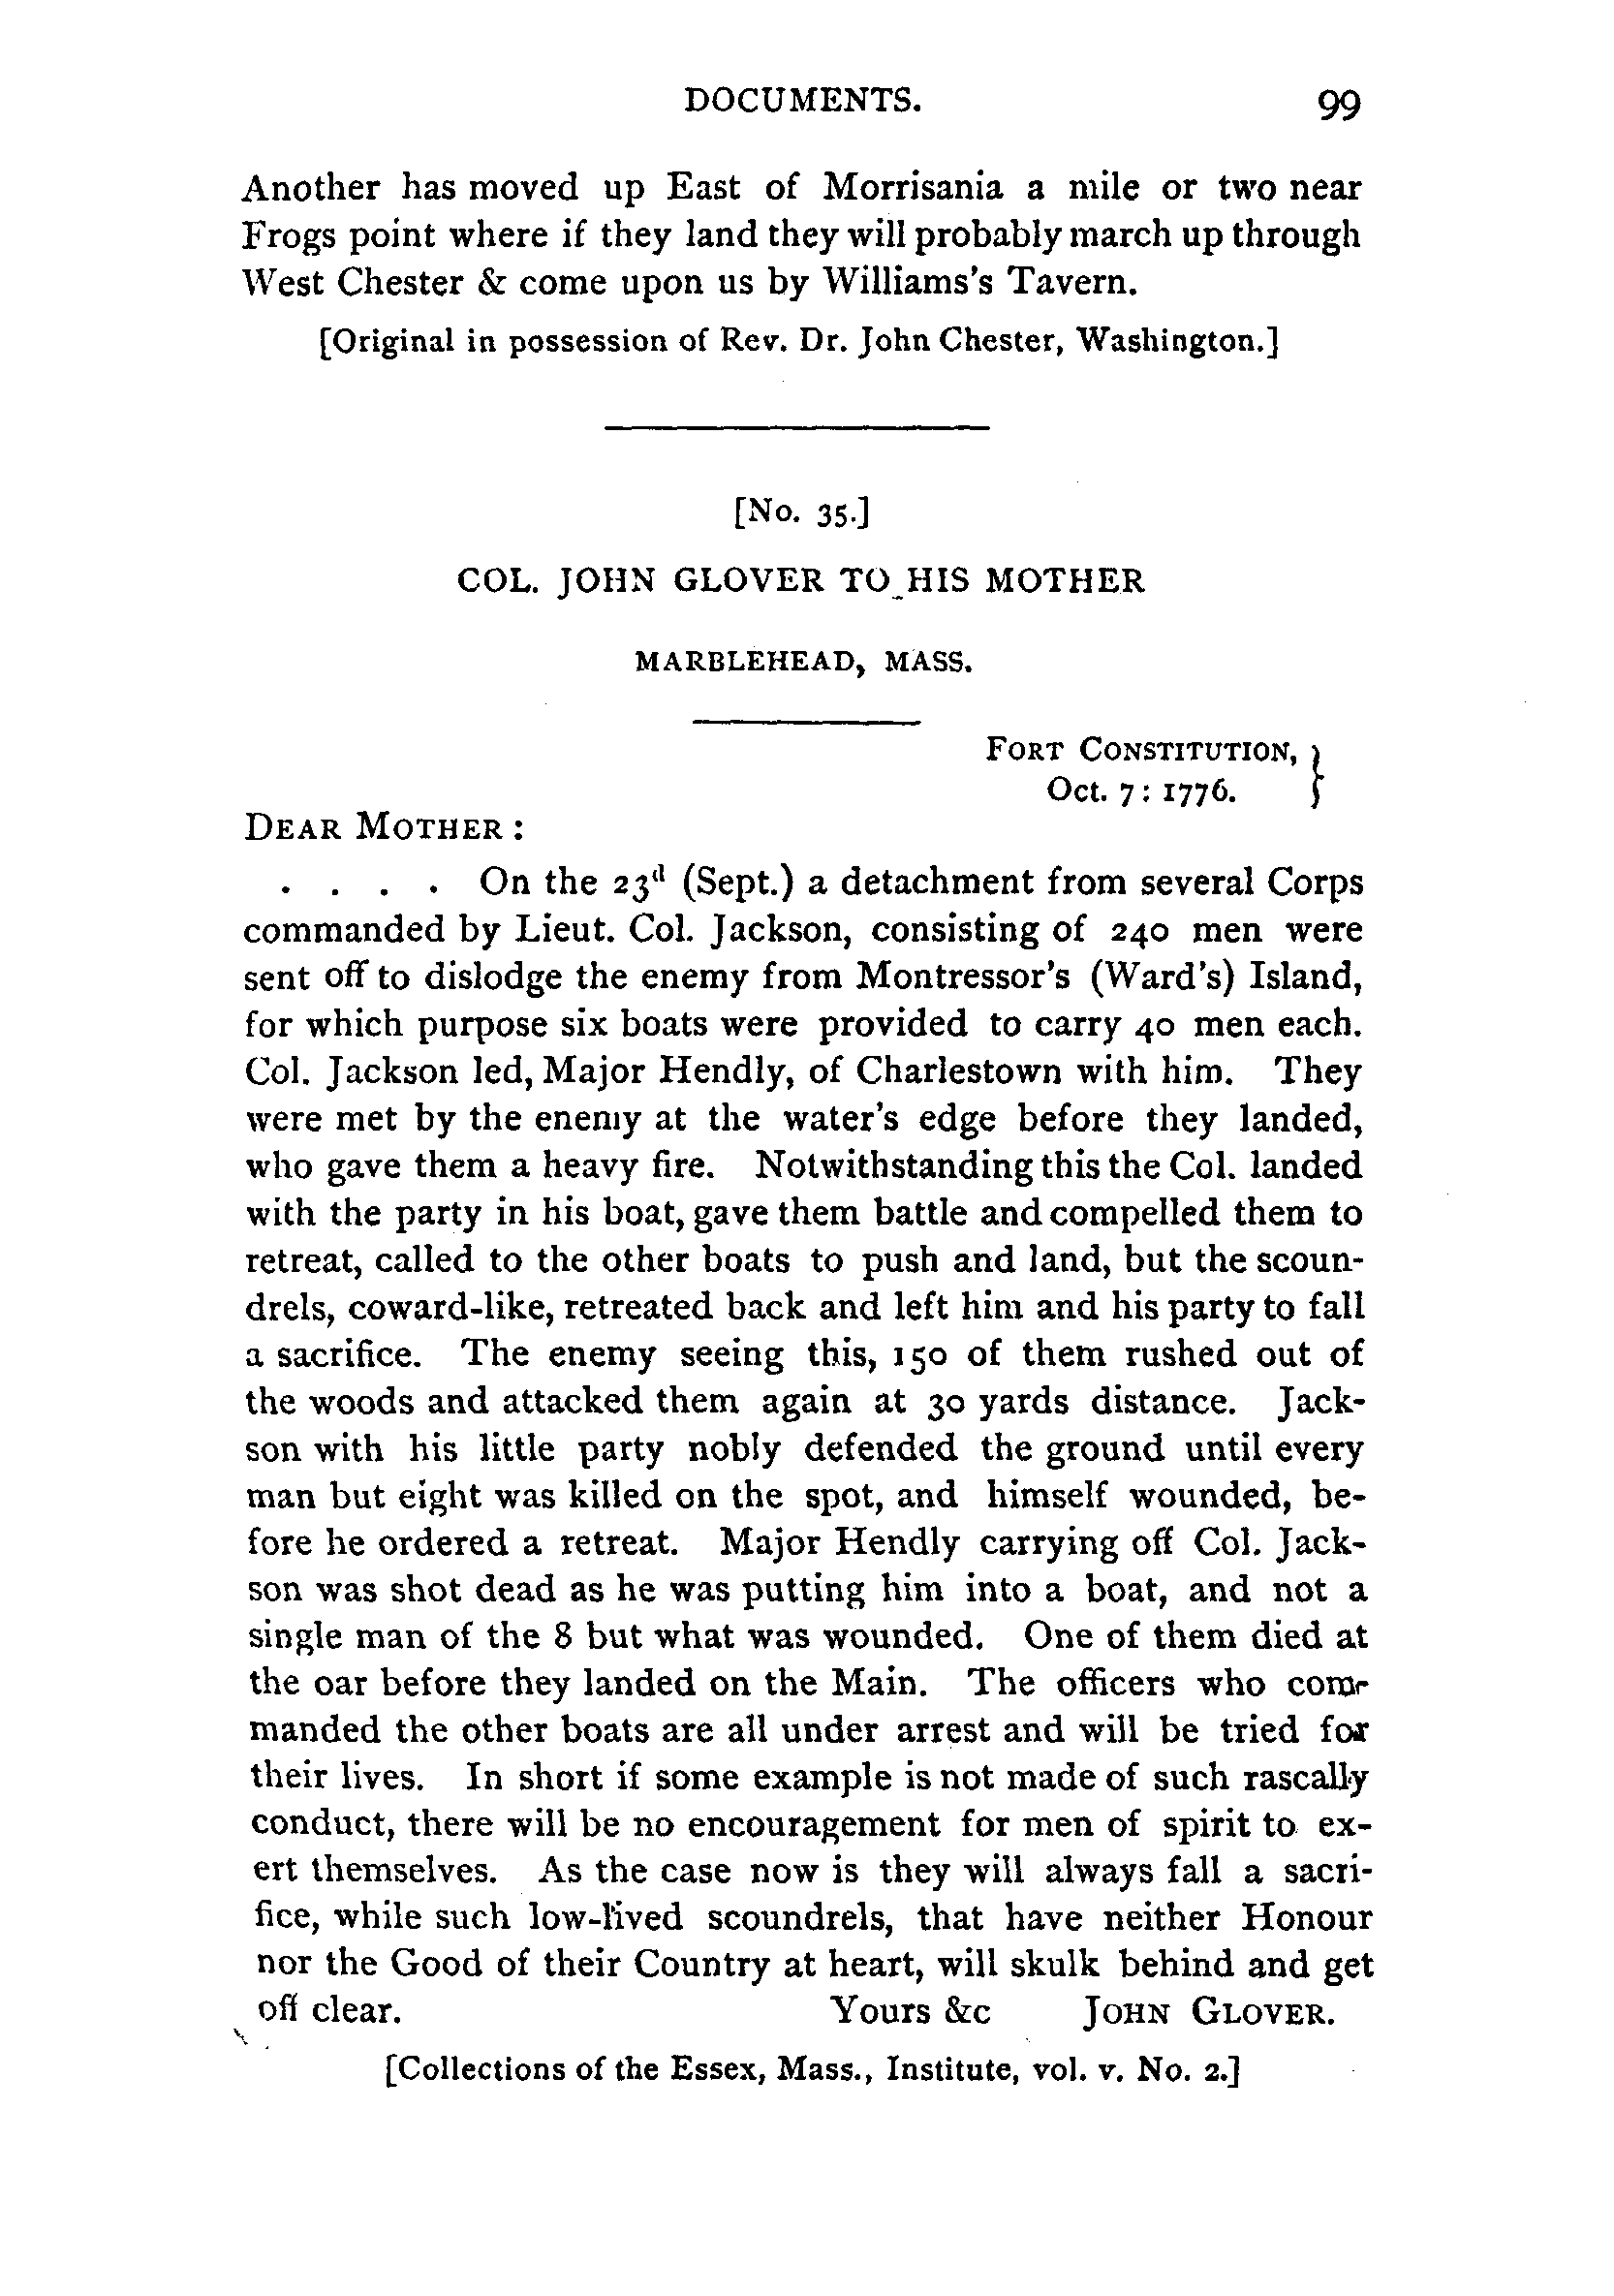 DOCUMENTS. 99
Another has moved up East of Morrisania a mile or two near
Frogs point where if they land they will probably march up through
West Chester & come upon us by Williams's Tavern.
[Original in possession of Rev. Dr. John Chester, Washington.]
[No. 35.]
COL. JOHN GLOVER TO HIS MOTHER
MARBLEHEAD, MASS.
FORT CONSTITUTION, }
Oct. 7: 1776.
DEAR MOTHER:
. . . . On the 23d (Sept.) a detachment from several Corps
commanded by Lieut. Col. Jackson, consisting of 240 men were
sent off to dislodge the enemy from Montressor's (Ward's) Island,
for which purpose six boats were provided to carry 40 men each.
Col. Jackson led, Major Hendly, of Charlestown with him. They
were met by the enemy at the water's edge before they landed,
who gave them a heavy fire. Notwithstanding this the Col. landed
with the party in his boat, gave them battle and compelled them to
retreat, called to the other boats to push and land, but the scoun-
drels, coward-like, retreated back and left him and his party to fall
a sacrifice. The enemy seeing this, 150 of them rushed out of
the woods and attacked them again at 30 yards distance. Jack-
son with his little party nobly defended the ground until every
man but eight was killed on the spot, and himself wounded, be-
fore he ordered a retreat. Major Hendly carrying off Col. Jack-
son was shot dead as he was putting him into a boat, and not a
single man of the 8 but what was wounded. One of them died at
the oar before they landed on the Main. The officers who com-
manded the other boats are all under arrest and will be tried for
their lives. In short if some example is not made of such rascally
conduct, there will be no encouragement for men of spirit to ex-
ert themselves. As the case now is they will always fall a sacri-
fice, while such low-lived scoundrels, that have neither Honour
nor the Good of their Country at heart, will skulk behind and get
off clear. Yours &c JOHN GLOVER.
[Collections of the Essex, Mass., Institute, vol. v. No. 2.]